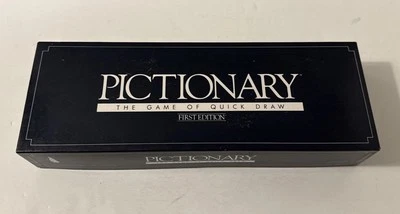 PICTIONARY
THE GAME OF QUICK DRAW
FIRST EDITION
PICTIONARY